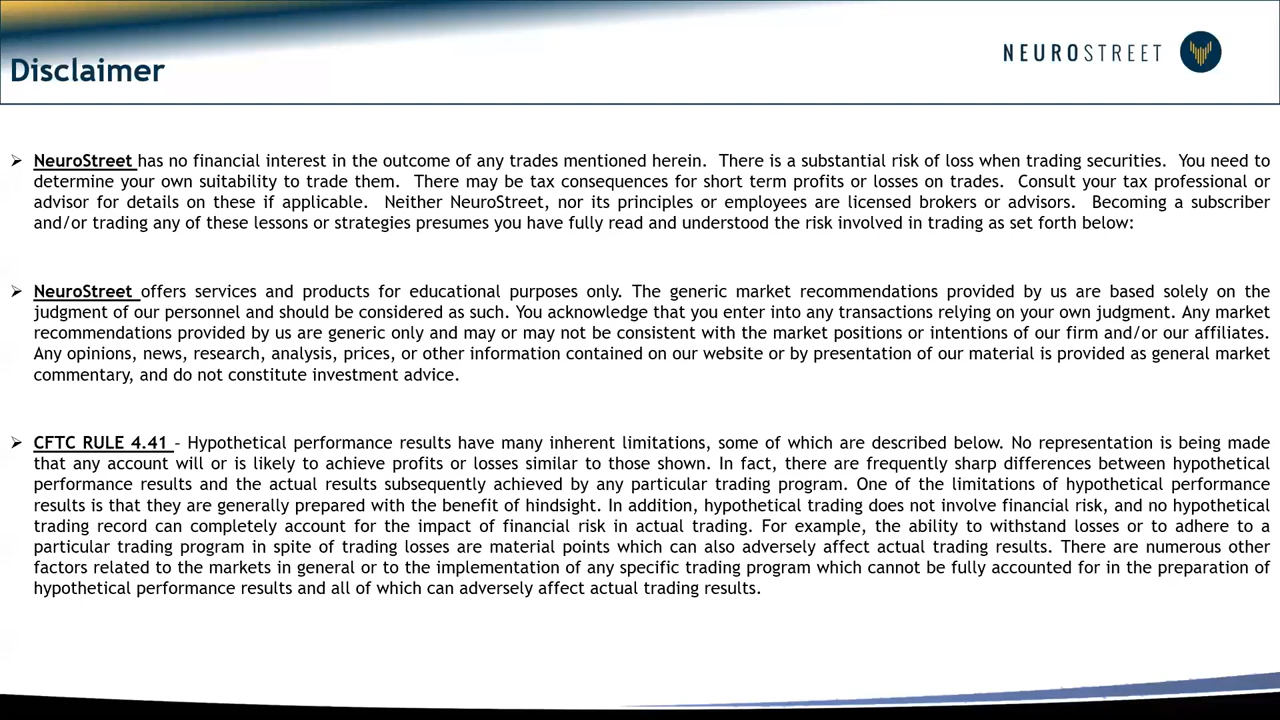 NEUROSTREET
Disclaimer
➢ NeuroStreet has no financial interest in the outcome of any trades mentioned herein. There is a substantial risk of loss when trading securities. You need to
determine your own suitability to trade them. There may be tax consequences for short term profits or losses on trades. Consult your tax professional or
advisor for details on these if applicable. Neither NeuroStreet, nor its principles or employees are licensed brokers or advisors. Becoming a subscriber
and/or trading any of these lessons or strategies presumes you have fully read and understood the risk involved in trading as set forth below:
➢ NeuroStreet offers services and products for educational purposes only. The generic market recommendations provided by us are based solely on the
judgment of our personnel and should be considered as such. You acknowledge that you enter into any transactions relying on your own judgment. Any market
recommendations provided by us are generic only and may or may not be consistent with the market positions or intentions of our firm and/or our affiliates.
Any opinions, news, research, analysis, prices, or other information contained on our website or by presentation of our material is provided as general market
commentary, and do not constitute investment advice.
➢ CFTC RULE 4.41 – Hypothetical performance results have many inherent limitations, some of which are described below. No representation is being made
that any account will or is likely to achieve profits or losses similar to those shown. In fact, there are frequently sharp differences between hypothetical
performance results and the actual results subsequently achieved by any particular trading program. One of the limitations of hypothetical performance
results is that they are generally prepared with the benefit of hindsight. In addition, hypothetical trading does not involve financial risk, and no hypothetical
trading record can completely account for the impact of financial risk in actual trading. For example, the ability to withstand losses or to adhere to a
particular trading program in spite of trading losses are material points which can also adversely affect actual trading results. There are numerous other
factors related to the markets in general or to the implementation of any specific trading program which cannot be fully accounted for in the preparation of
hypothetical performance results and all of which can adversely affect actual trading results.